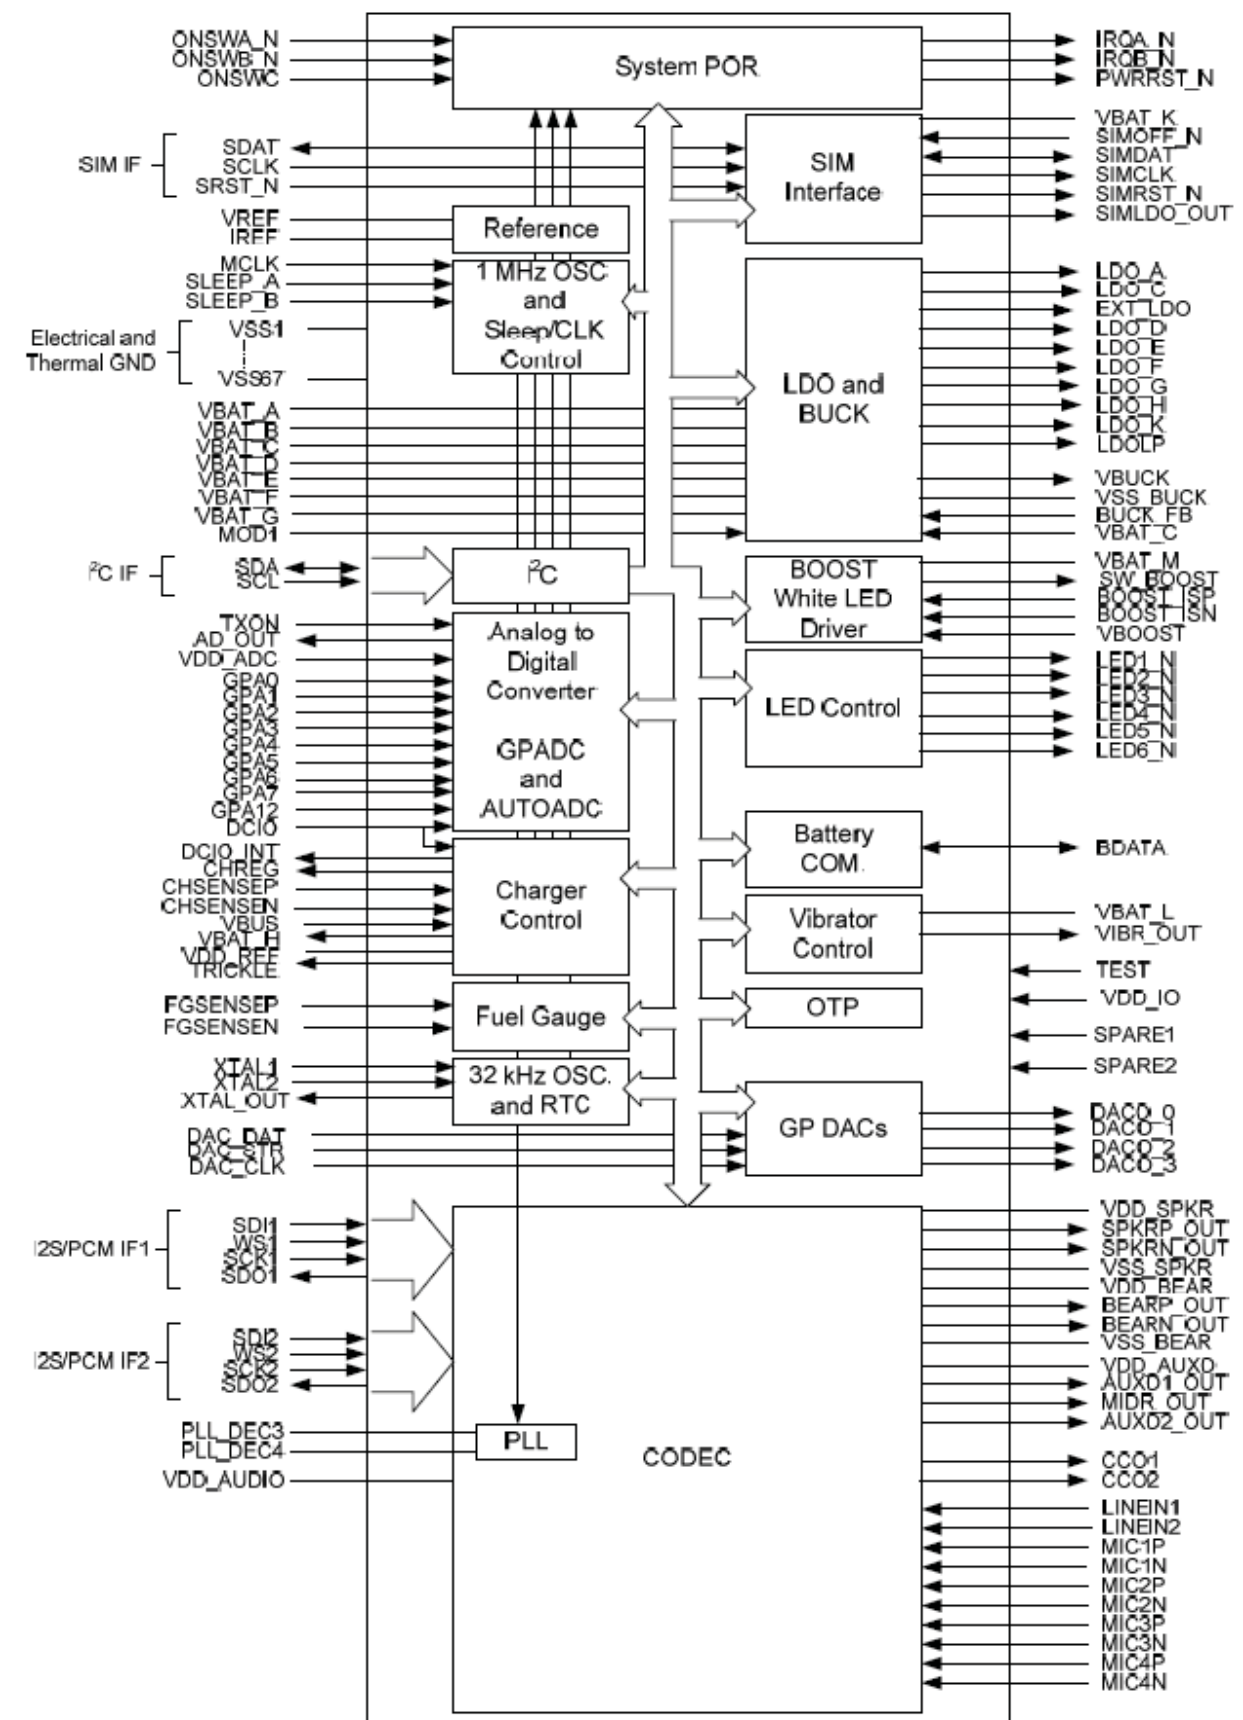 ONSWA_N
ONSWB_N
ONSWC
System POR
IRQA_N
IRQB_N
PWRRST_N
SIM IF
SDAT
SCLK
SRST_N
SIM
Interface
VBAT_K
SIMOFF_N
SIMDAT
SIMCLK
SIMRST_N
SIMLDO_OUT
VREF
IREF
Reference
MCLK
SLEEP_A
SLEEP_B
1 MHz OSC
and
Sleep/CLK
Control
Electrical and
Thermal GND
VSS1
VSS67
VBAT_A
VBAT_B
VBAT_C
VBAT_D
VBAT_E
VBAT_F
VBAT_G
MOD1
LDO and
BUCK
LDO_A
LDO_C
EXT_LDO
LDO_D
LDO_E
LDO_F
LDO_G
LDO_H
LDO_K
LDOLP
VBUCK
VSS_BUCK
BUCK_FB
VBAT_C
I²C IF
SDA
SCL
I²C
BOOST
White LED
Driver
VBAT_M
SW_BOOST
BOOST_ISP
BOOST_ISN
VBOOST
TXON
AD_OUT
VDD_ADC
GPA0
GPA1
GPA2
GPA3
GPA4
GPA5
GPA6
GPA7
GPA12
DCIO
Analog to
Digital
Converter
GPADC
and
AUTOADC
LED Control
LED1_N
LED2_N
LED3_N
LED4_N
LED5_N
LED6_N
DCIO_INT
CHREG
CHSENSEP
CHSENSEN
VBUS
VBAT_H
VDD_REF
TRICKLE
Charger
Control
Battery
COM.
BDATA
Vibrator
Control
VBAT_L
VIBR_OUT
TEST
VDD_IO
SPARE1
SPARE2
FGSENSEP
FGSENSEN
Fuel Gauge
OTP
XTAL1
XTAL2
XTAL_OUT
32 kHz OSC.
and RTC
DAC_DAT
DAC_STR
DAC_CLK
GP DACs
DACO_0
DACO_1
DACO_2
DACO_3
I2S/PCM IF1
SDI1
WS1
SCK1
SDO1
I2S/PCM IF2
SDI2
WS2
SCK2
SDO2
PLL_DEC3
PLL_DEC4
VDD_AUDIO
PLL
CODEC
VDD_SPKR
SPKRP_OUT
SPKRN_OUT
VSS_SPKR
VDD_BEAR
BEARP_OUT
BEARN_OUT
VSS_BEAR
VDD_AUXO
AUXO1_OUT
MIDR_OUT
AUXO2_OUT
CCO1
CCO2
LINEIN1
LINEIN2
MIC1P
MIC1N
MIC2P
MIC2N
MIC3P
MIC3N
MIC4P
MIC4N